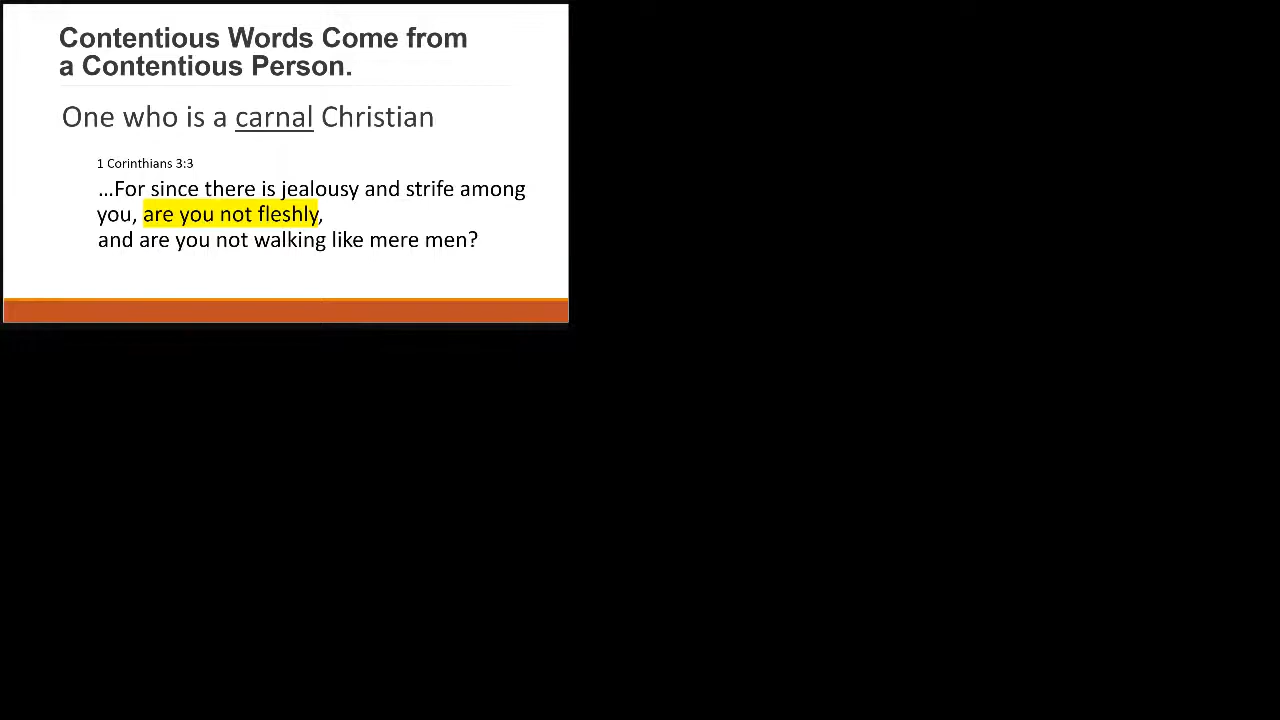 Contentious Words Come from
a Contentious Person.
One who is a carnal Christian
1 Corinthians 3:3
…For since there is jealousy and strife among
you, are you not fleshly,
and are you not walking like mere men?